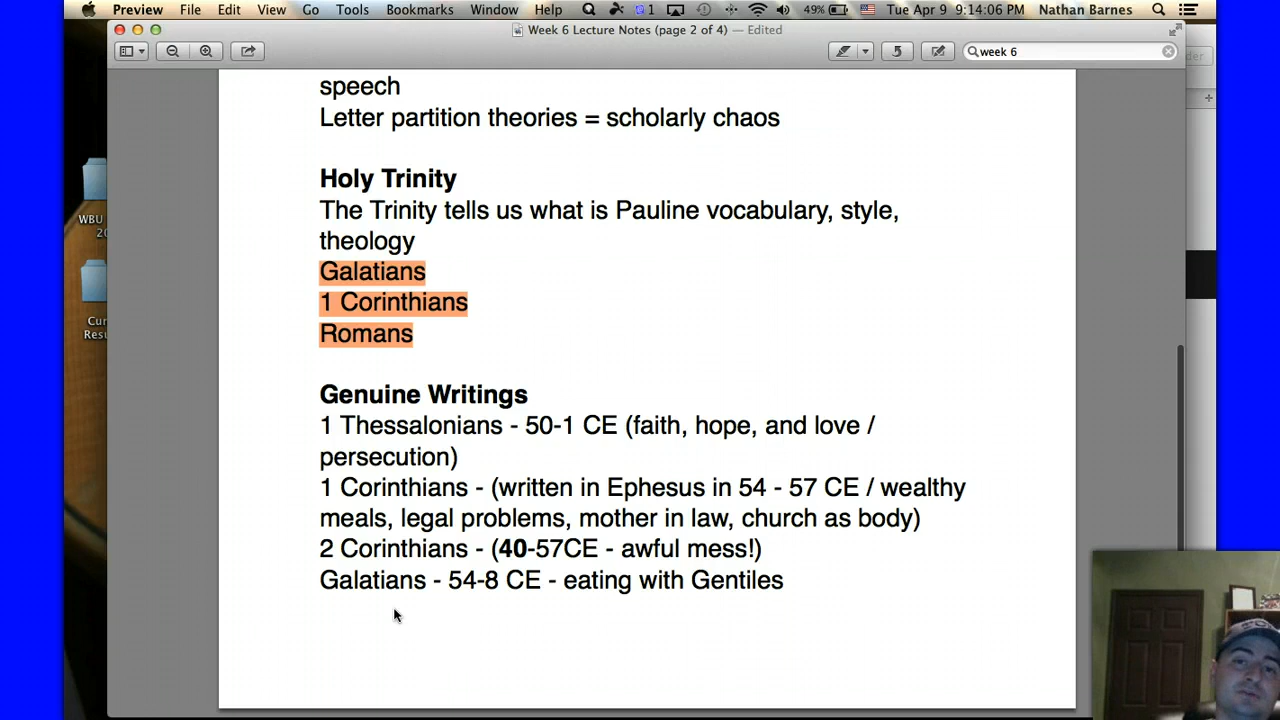 Preview File Edit View Go Tools Bookmarks Window Help 1 49% Tue Apr 9 9:14:06 PM Nathan Barnes
Week 6 Lecture Notes (page 2 of 4) — Edited
week 6
speech
Letter partition theories = scholarly chaos
Holy Trinity
The Trinity tells us what is Pauline vocabulary, style,
theology
Galatians
1 Corinthians
Romans
Genuine Writings
1 Thessalonians - 50-1 CE (faith, hope, and love /
persecution)
1 Corinthians - (written in Ephesus in 54 - 57 CE / wealthy
meals, legal problems, mother in law, church as body)
2 Corinthians - (40-57CE - awful mess!)
Galatians - 54-8 CE - eating with Gentiles
WBU